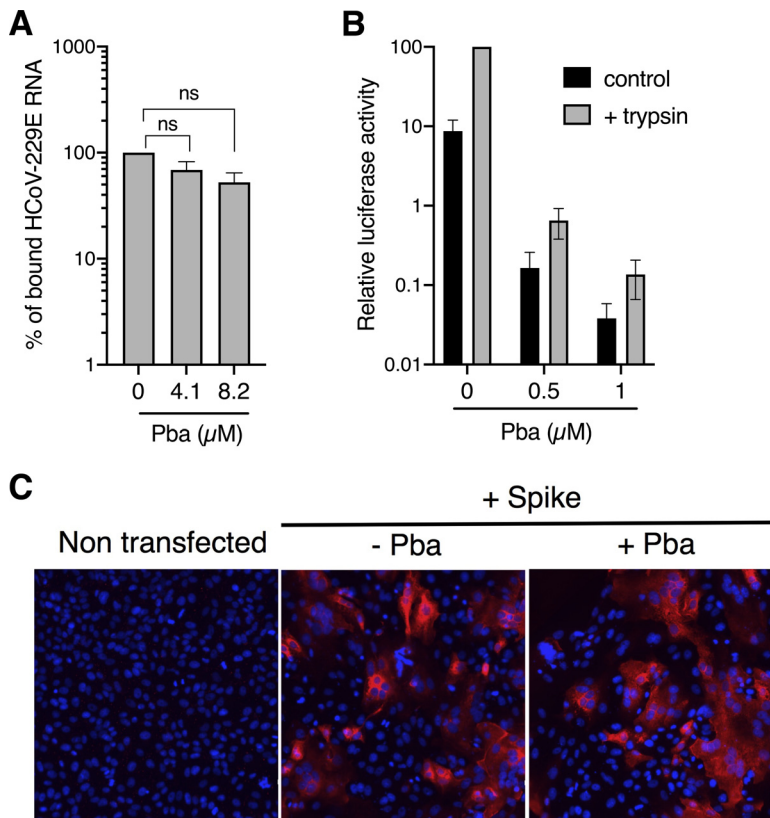 A
% of bound HCoV-229E RNA
1000
100
10
1
ns
ns
0 4.1 8.2
Pba (µM)
B
Relative luciferase activity
100
10
1
0.1
0.01
control
+ trypsin
0 0.5 1
Pba (µM)
C
+ Spike
Non transfected - Pba + Pba